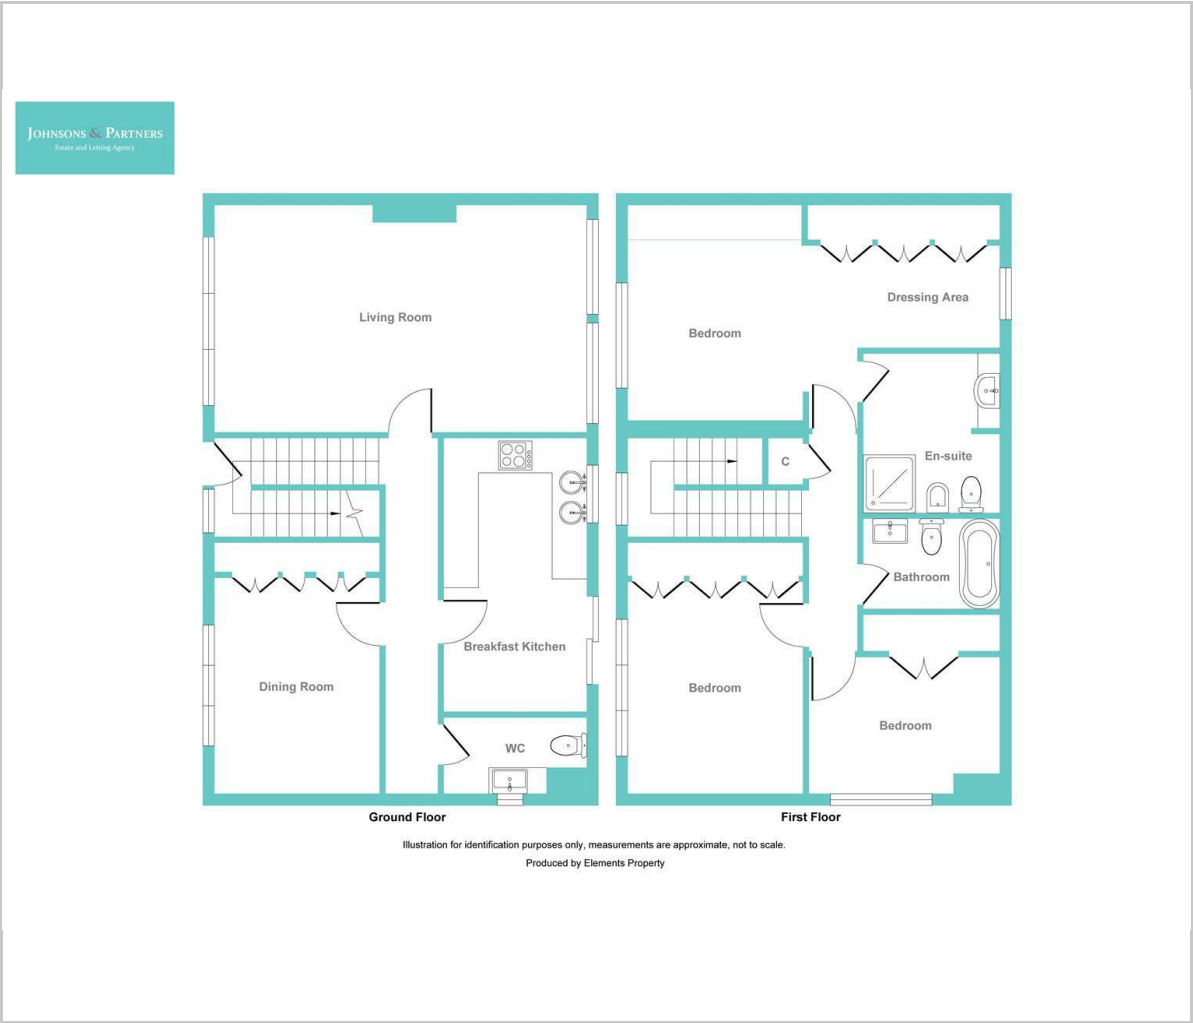 JOHNSONS & PARTNERS
Estate and Letting Agency
Living Room
Dining Room
Breakfast Kitchen
WC
Ground Floor
Bedroom
Dressing Area
C
En-suite
Bathroom
Bedroom
Bedroom
First Floor
Illustration for identification purposes only, measurements are approximate, not to scale.
Produced by Elements Property